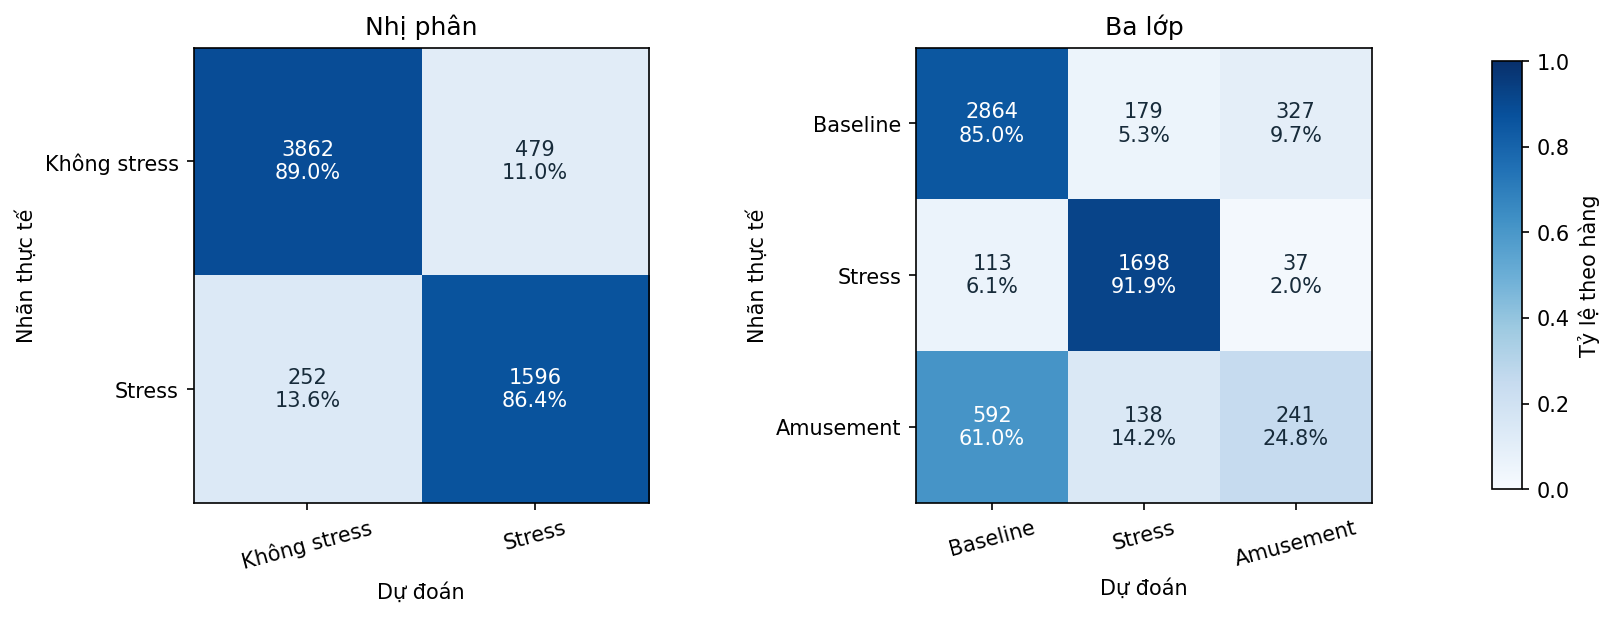 Nhị phân
Nhãn thực tế
Không stress
Stress
3862
89.0%
479
11.0%
252
13.6%
1596
86.4%
Không stress
Stress
Dự đoán
Ba lớp
Nhãn thực tế
Baseline
Stress
Amusement
2864
85.0%
179
5.3%
327
9.7%
113
6.1%
1698
91.9%
37
2.0%
592
61.0%
138
14.2%
241
24.8%
Baseline
Stress
Amusement
Dự đoán
1.0
0.8
0.6
0.4
0.2
0.0
Tỷ lệ theo hàng